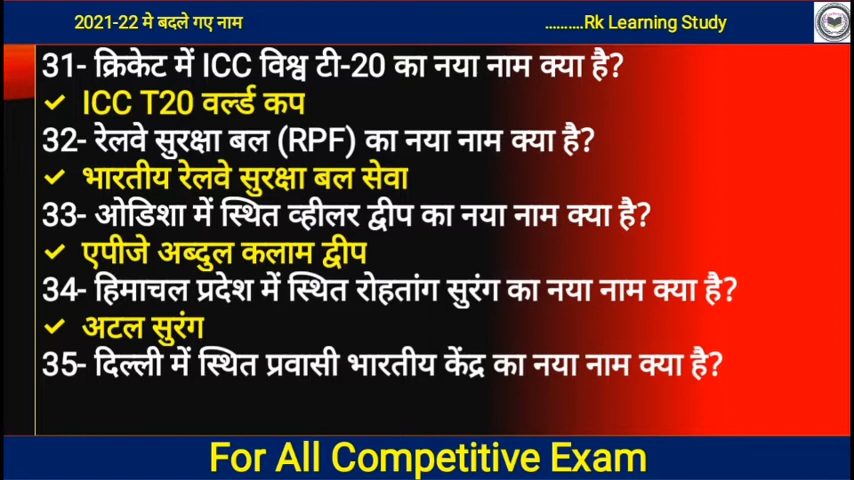 2021-22 मे बदले गए नाम
..........Rk Learning Study
31- क्रिकेट में ICC विश्व टी-20 का नया नाम क्या है?
✓ ICC T20 वर्ल्ड कप
32- रेलवे सुरक्षा बल (RPF) का नया नाम क्या है?
✓ भारतीय रेलवे सुरक्षा बल सेवा
33- ओडिशा में स्थित व्हीलर द्वीप का नया नाम क्या है?
✓ एपीजे अब्दुल कलाम द्वीप
34- हिमाचल प्रदेश में स्थित रोहतांग सुरंग का नया नाम क्या है?
✓ अटल सुरंग
35- दिल्ली में स्थित प्रवासी भारतीय केंद्र का नया नाम क्या है?
For All Competitive Exam